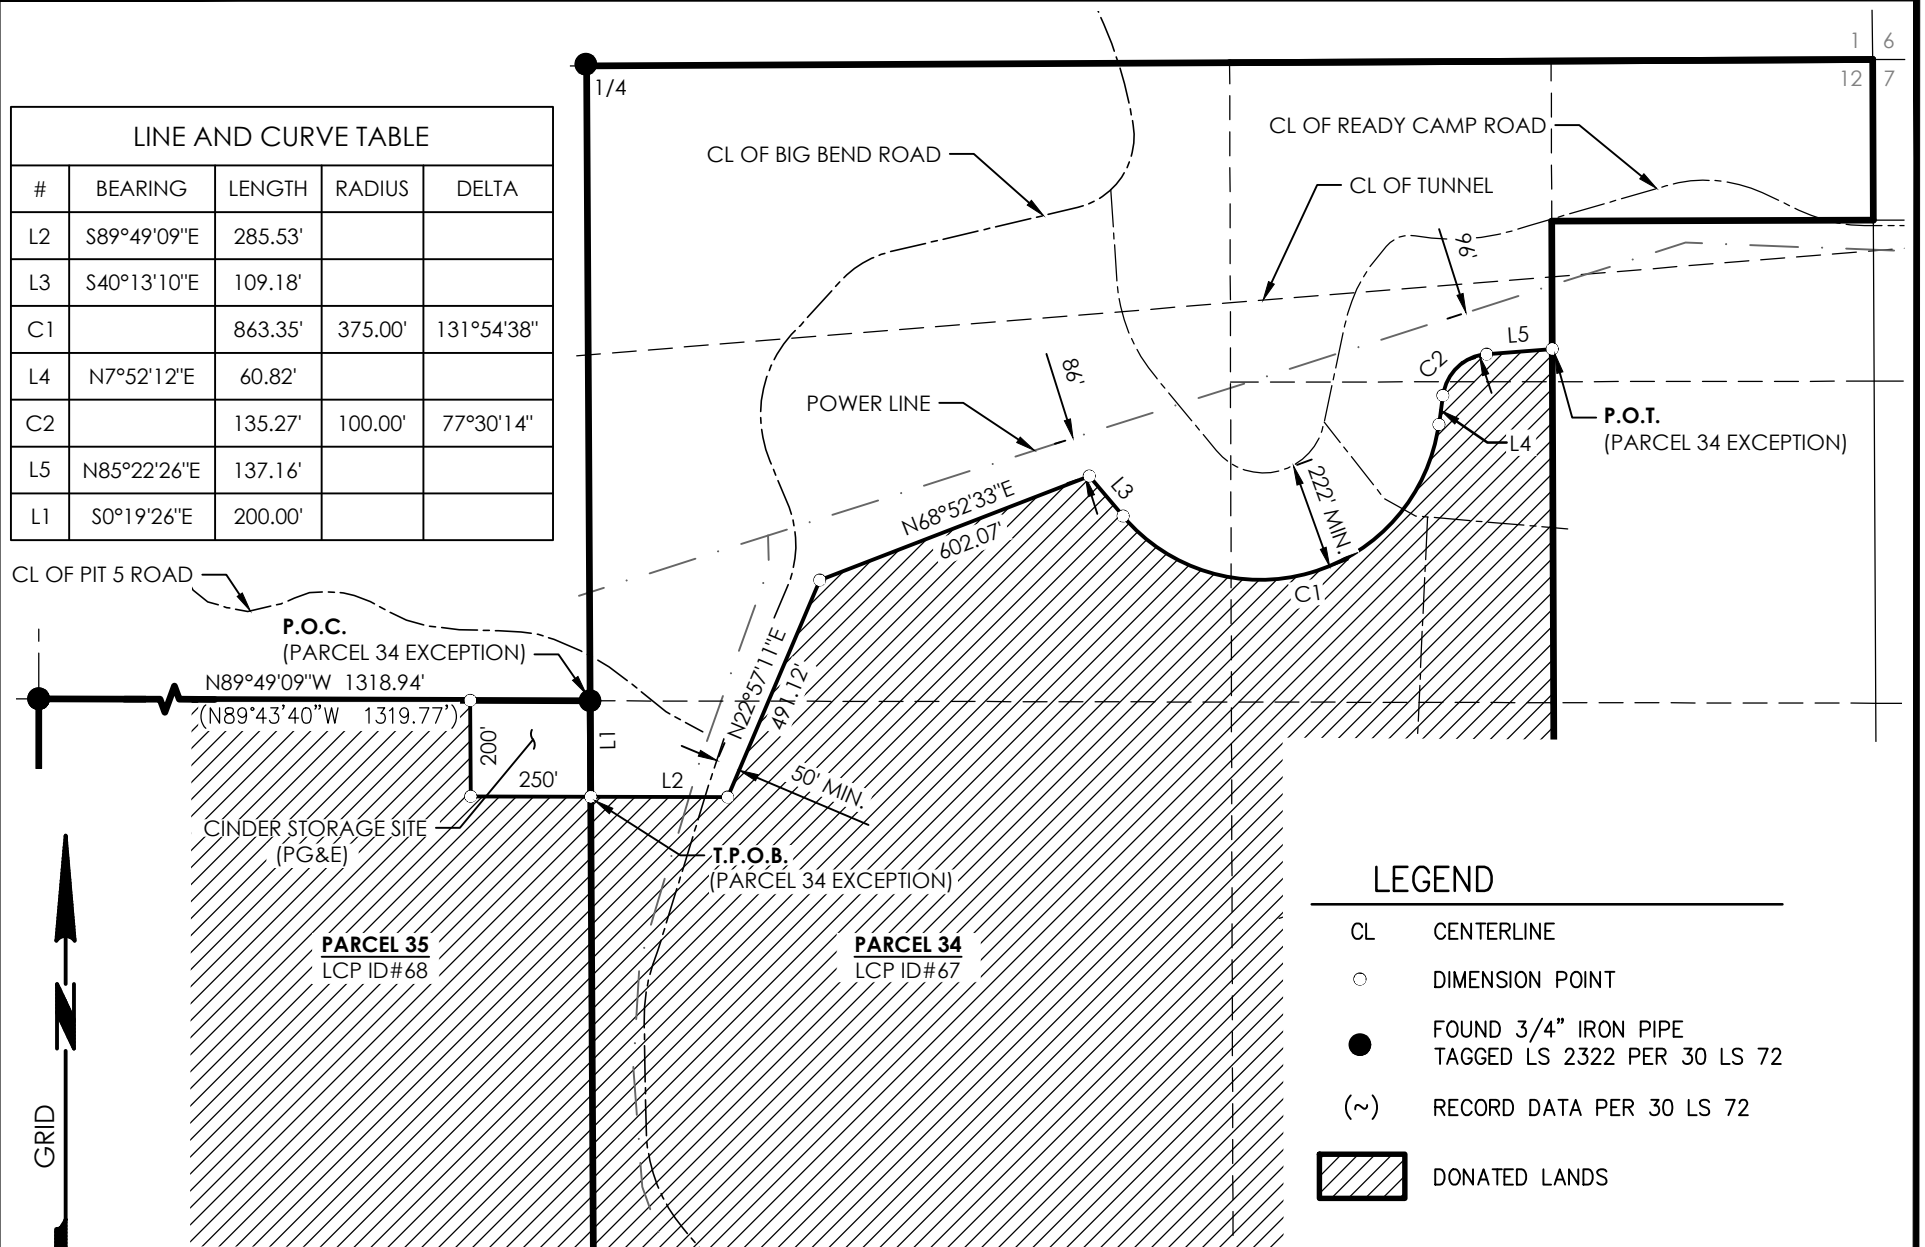 1 6
12 7
1/4
LINE AND CURVE TABLE
# BEARING LENGTH RADIUS DELTA
L2 S89°49'09"E 285.53'
L3 S40°13'10"E 109.18'
C1 863.35' 375.00' 131°54'38"
L4 N7°52'12"E 60.82'
C2 135.27' 100.00' 77°30'14"
L5 N85°22'26"E 137.16'
L1 S0°19'26"E 200.00'
CL OF BIG BEND ROAD
CL OF READY CAMP ROAD
CL OF TUNNEL
96'
L5
C2
86'
POWER LINE
P.O.T.
(PARCEL 34 EXCEPTION)
L4
L3
N68°52'33"E
602.07'
222' MIN.
C1
CL OF PIT 5 ROAD
P.O.C.
(PARCEL 34 EXCEPTION)
N89°49'09"W 1318.94'
(N89°43'40"W 1319.77')
N22°57'11"E
491.12'
200'
L1
250'
L2
50' MIN.
CINDER STORAGE SITE
(PG&E)
T.P.O.B.
(PARCEL 34 EXCEPTION)
PARCEL 35
LCP ID#68
PARCEL 34
LCP ID#67
N
GRID
LEGEND
CL CENTERLINE
DIMENSION POINT
FOUND 3/4" IRON PIPE
TAGGED LS 2322 PER 30 LS 72
(~) RECORD DATA PER 30 LS 72
DONATED LANDS